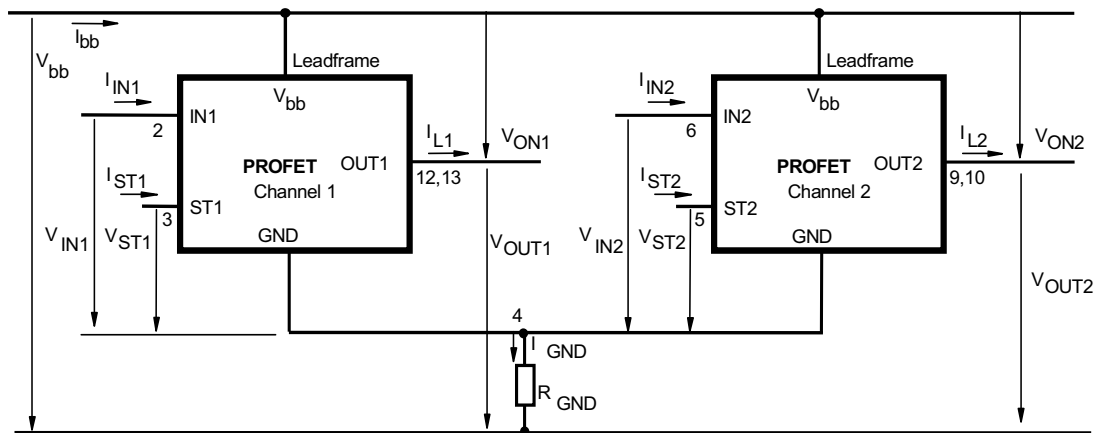 Ibb
Vbb
Leadframe
Leadframe
IIN1
Vbb
IIN2
Vbb
2
IN1
IL1
VON1
6
IN2
IL2
VON2
PROFET
OUT1
12,13
PROFET
OUT2
9,10
IST1
Channel 1
IST2
Channel 2
3
ST1
5
ST2
VIN1
VST1
GND
VOUT1
VIN2
VST2
GND
VOUT2
4
IGND
RGND